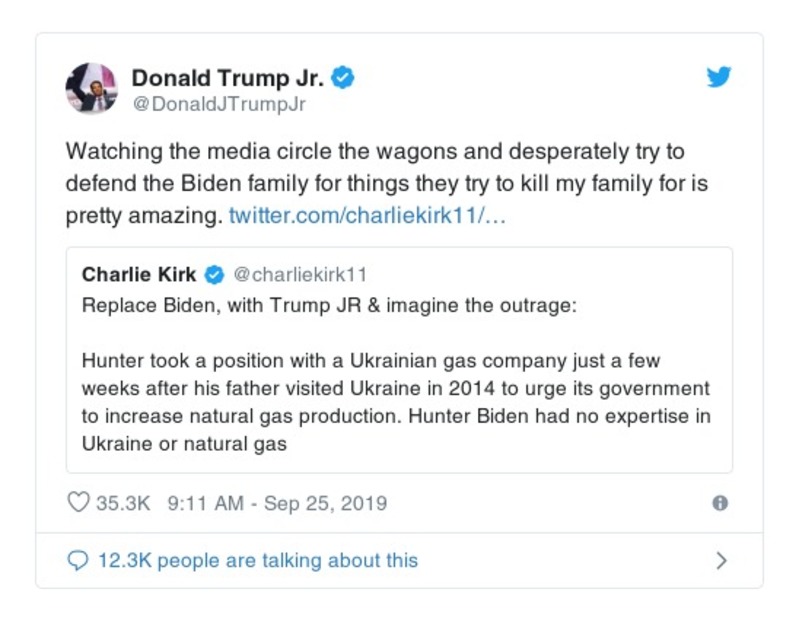 Donald Trump Jr.
@DonaldJTrumpJr
Watching the media circle the wagons and desperately try to
defend the Biden family for things they try to kill my family for is
pretty amazing. twitter.com/charliekirk11/...
Charlie Kirk @charliekirk11
Replace Biden, with Trump JR & imagine the outrage:
Hunter took a position with a Ukrainian gas company just a few
weeks after his father visited Ukraine in 2014 to urge its government
to increase natural gas production. Hunter Biden had no expertise in
Ukraine or natural gas
35.3K 9:11 AM - Sep 25, 2019
12.3K people are talking about this